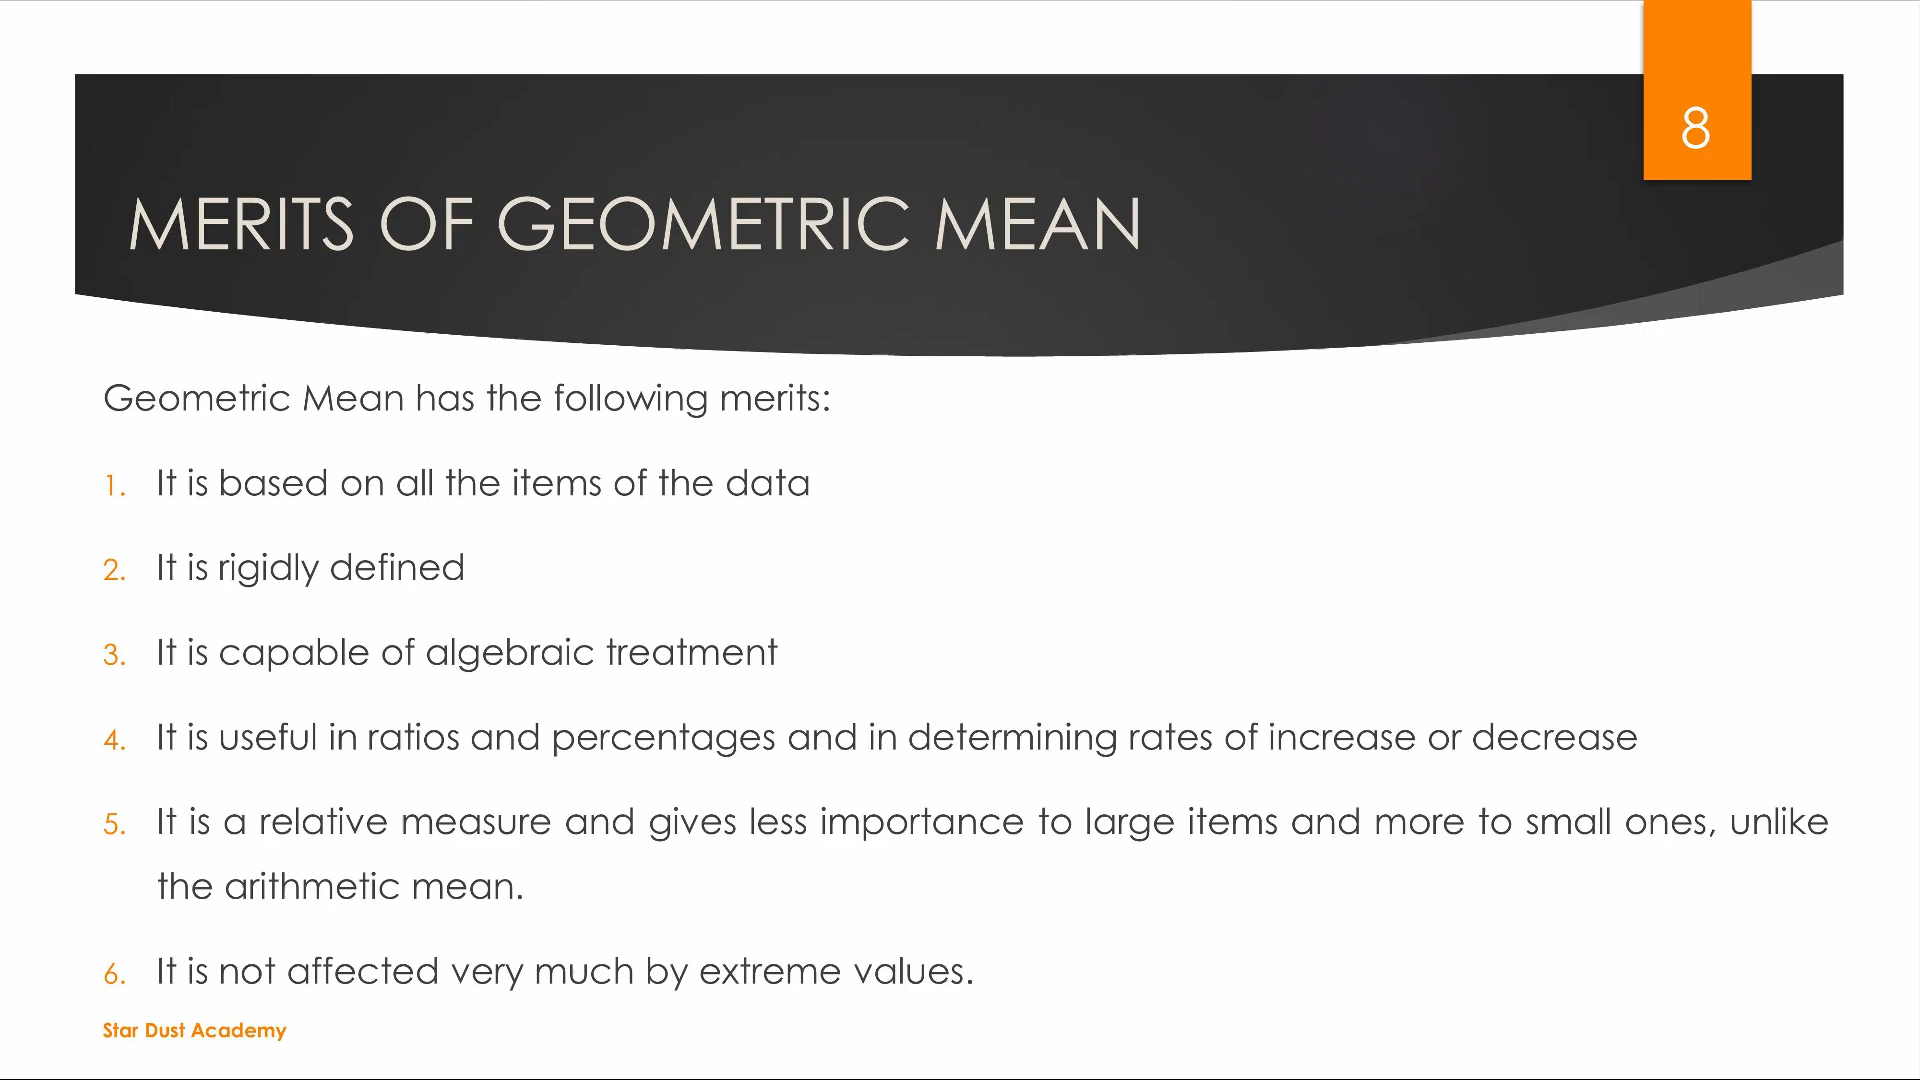 8
MERITS OF GEOMETRIC MEAN
Geometric Mean has the following merits:
1. It is based on all the items of the data
2. It is rigidly defined
3. It is capable of algebraic treatment
4. It is useful in ratios and percentages and in determining rates of increase or decrease
5. It is a relative measure and gives less importance to large items and more to small ones, unlike
the arithmetic mean.
6. It is not affected very much by extreme values.
Star Dust Academy